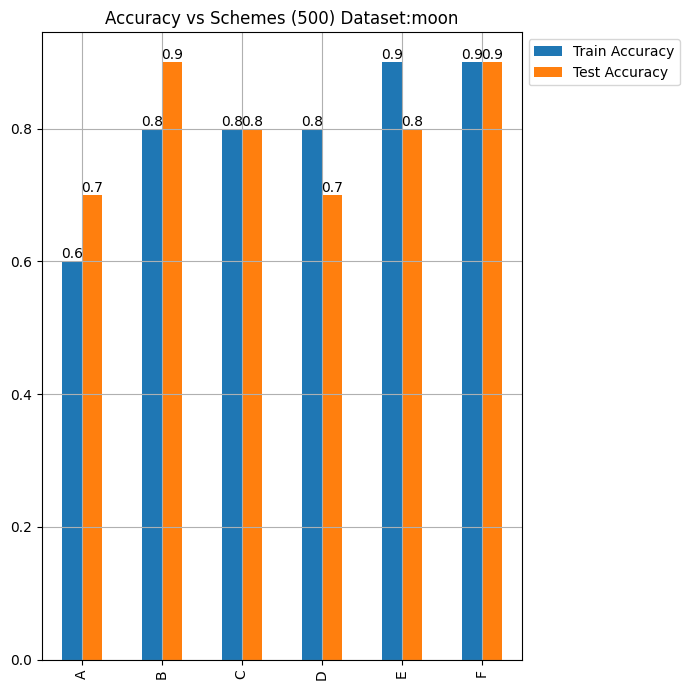 Accuracy vs Schemes (500) Dataset:moon
Train Accuracy
Test Accuracy
0.9
0.9 0.8 0.9 0.9
0.8
0.8 0.8 0.8 0.8
0.7 0.7
0.6
0.6
0.4
0.2
0.0
A B C D E F